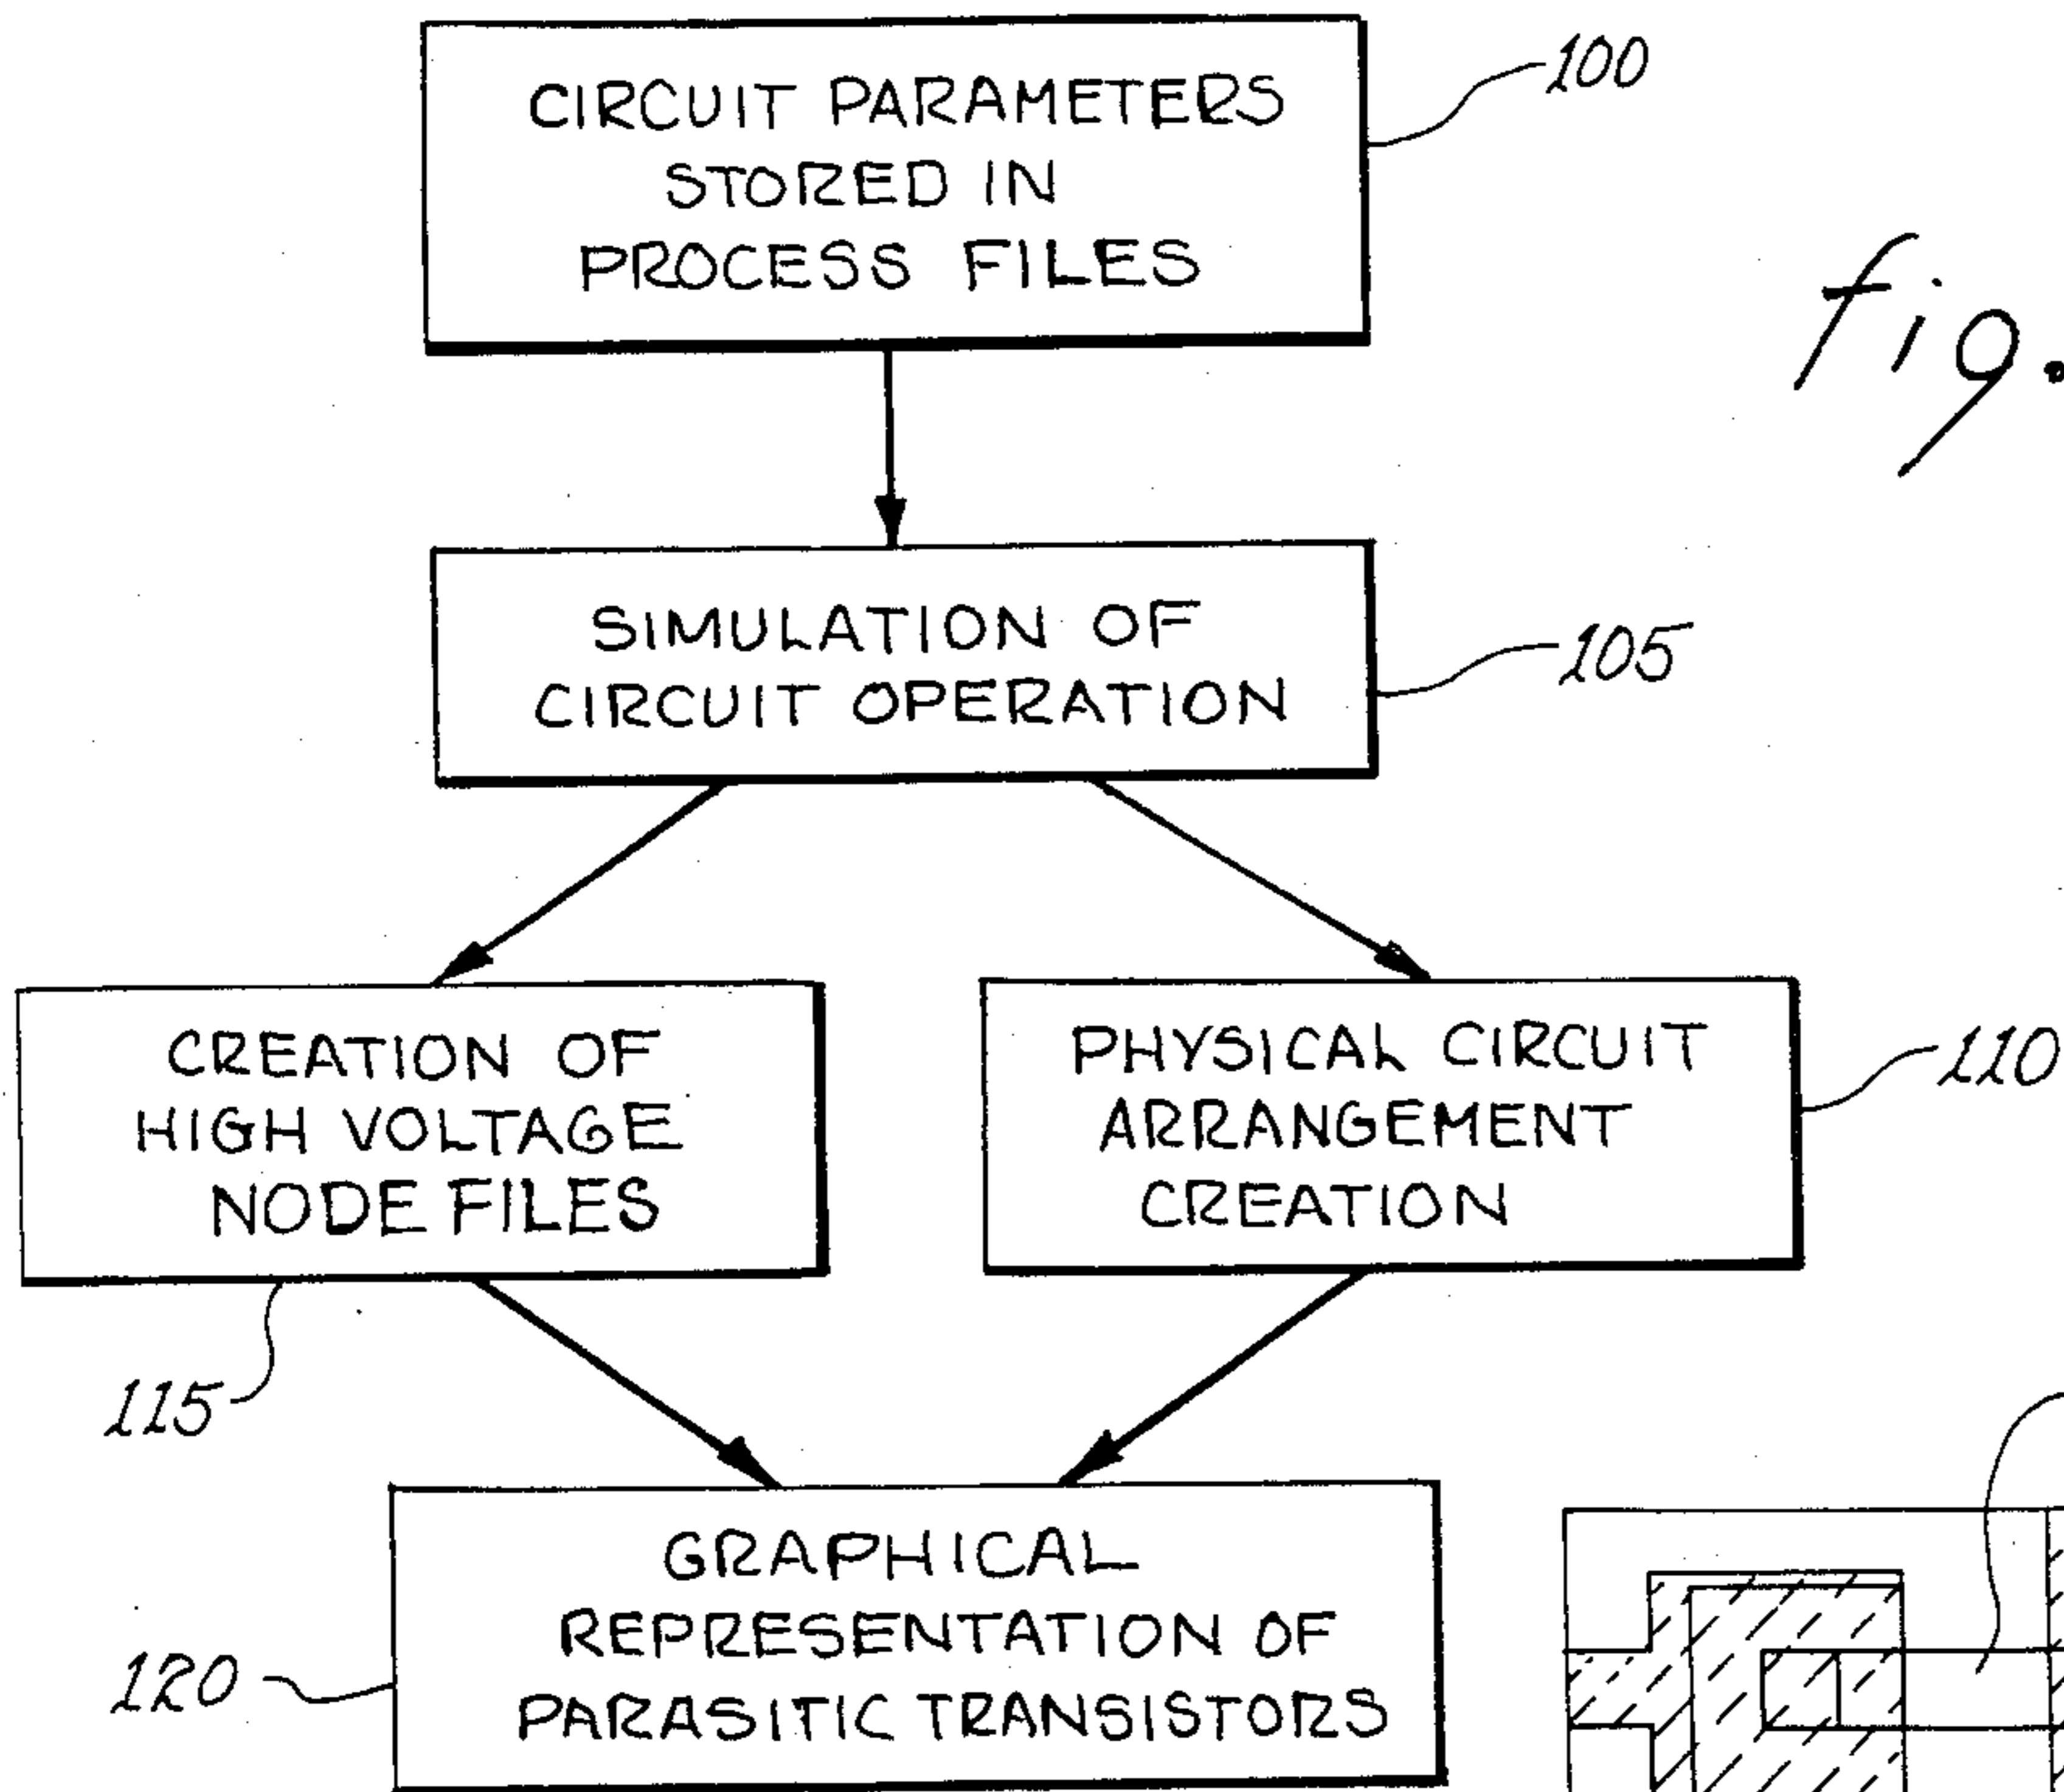 CIRCUIT PARAMETERS
STORED IN
PROCESS FILES
100
fig.
SIMULATION OF
CIRCUIT OPERATION
105
CREATION OF
HIGH VOLTAGE
NODE FILES
115
PHYSICAL CIRCUIT
ARRANGEMENT
CREATION
110
GRAPHICAL
REPRESENTATION OF
PARASITIC TRANSISTORS
120